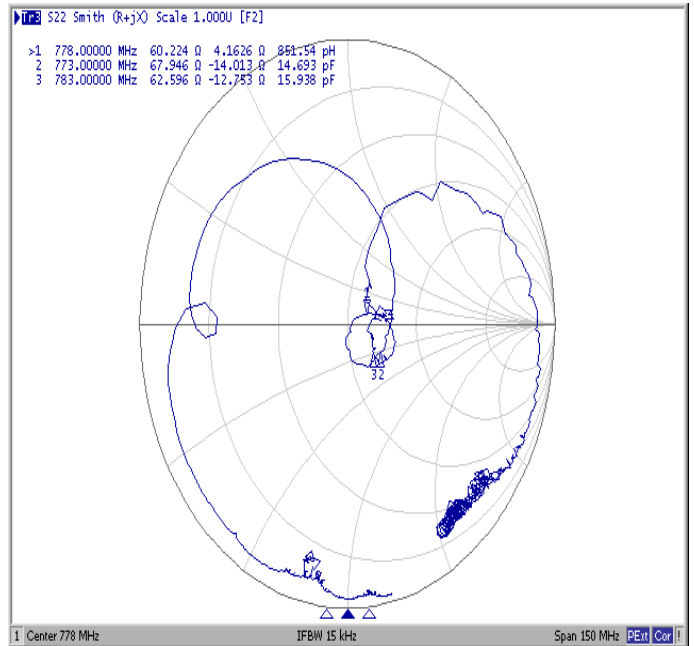 Tr3 S22 Smith (R+jX) Scale 1.000U [F2]
>1 778.00000 MHz 60.224 Ω 4.1626 Ω 851.54 pH
2 773.00000 MHz 67.946 Ω -14.013 Ω 14.693 pF
3 783.00000 MHz 62.596 Ω -12.753 Ω 15.938 pF
1
32
1 Center 778 MHz IFBW 15 kHz Span 150 MHz PExt Cor !